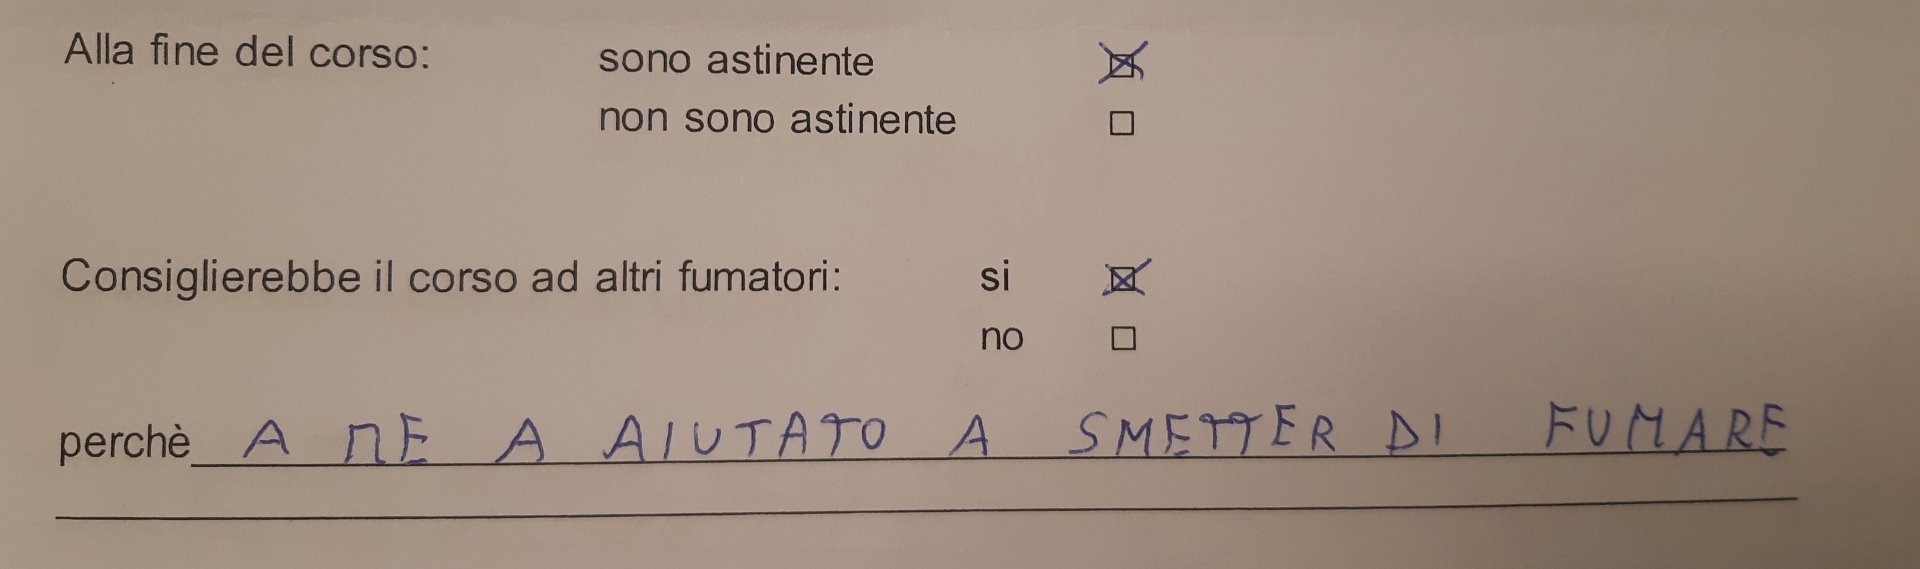 Alla fine del corso: sono astinente ☒
non sono astinente ☐
Consiglierebbe il corso ad altri fumatori: si ☒
no ☐
perchè A ME A AIUTATO A SMETTER DI FUMARE